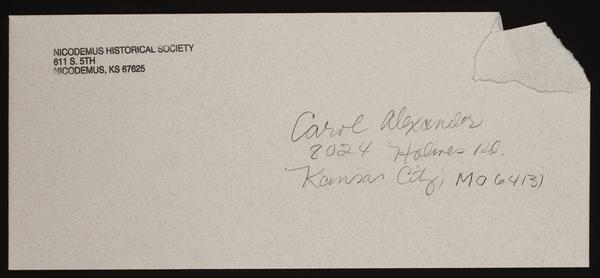 NICODEMUS HISTORICAL SOCIETY
611 S. 5TH
NICODEMUS, KS 67625
Carol Alexander
8024 Holmes Rd.
Kansas City, MO 64131